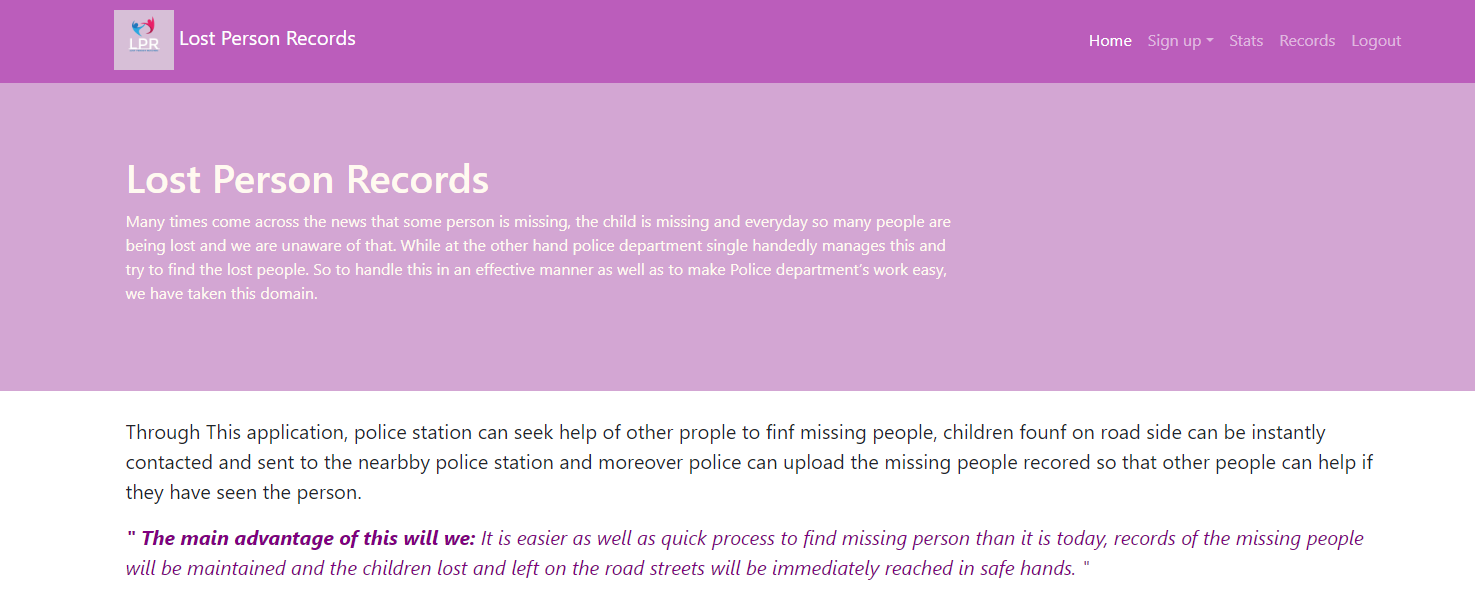 LPR
Lost Person Records
Home Sign up Stats Records Logout
Lost Person Records
Many times come across the news that some person is missing, the child is missing and everyday so many people are
being lost and we are unaware of that. While at the other hand police department single handedly manages this and
try to find the lost people. So to handle this in an effective manner as well as to make Police department's work easy,
we have taken this domain.
Through This application, police station can seek help of other prople to finf missing people, children founf on road side can be instantly
contacted and sent to the nearbby police station and moreover police can upload the missing people recored so that other people can help if
they have seen the person.
" The main advantage of this will we: It is easier as well as quick process to find missing person than it is today, records of the missing people
will be maintained and the children lost and left on the road streets will be immediately reached in safe hands. "